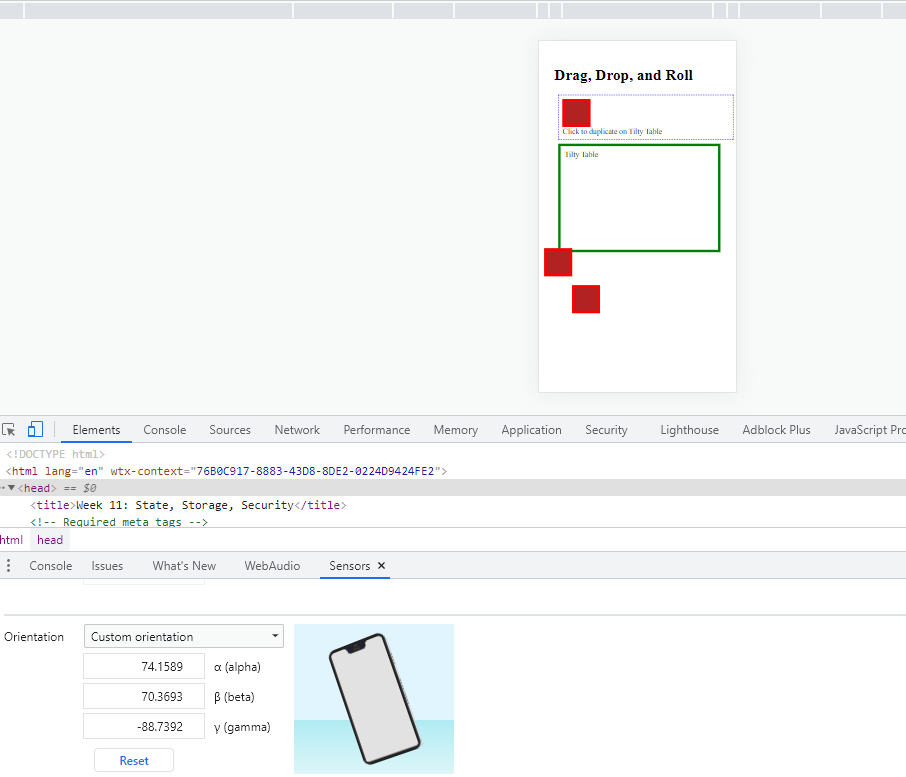 Drag, Drop, and Roll
Click to duplicate on Tilty Table
Tilty Table
Elements Console Sources Network Performance Memory Application Security Lighthouse Adblock Plus JavaScript Pro
<!DOCTYPE html>
<html lang="en" wtx-context="76B0C917-8883-43D8-8DE2-0224D9424FE2">
··▼<head> == $0
<title>Week 11: State, Storage, Security</title>
<!-- Required meta tags -->
html head
Console Issues What's New WebAudio Sensors ×
Orientation Custom orientation
74.1589 α (alpha)
70.3693 β (beta)
-88.7392 γ (gamma)
Reset